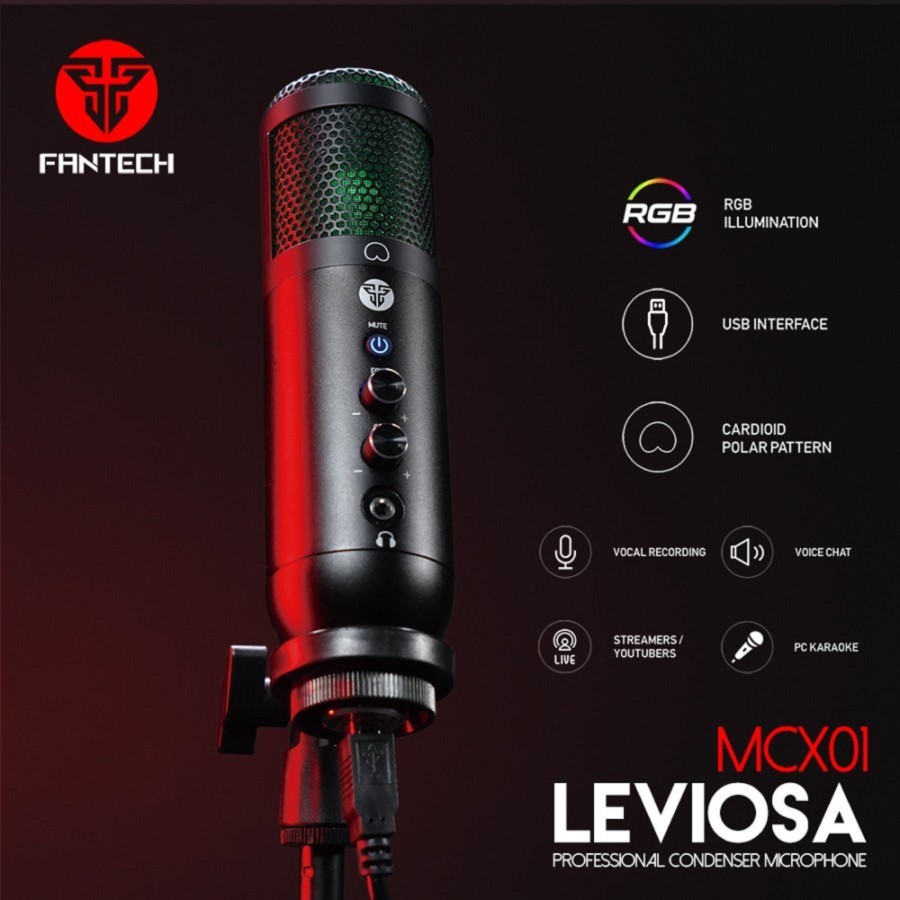 FANTECH
RGB
RGB
ILLUMINATION
USB INTERFACE
CARDIOID
POLAR PATTERN
MUTE
-
+
-
+
VOCAL RECORDING
VOICE CHAT
LIVE
STREAMERS /
YOUTUBERS
PC KARAOKE
MCX01
LEVIOSA
PROFESSIONAL CONDENSER MICROPHONE